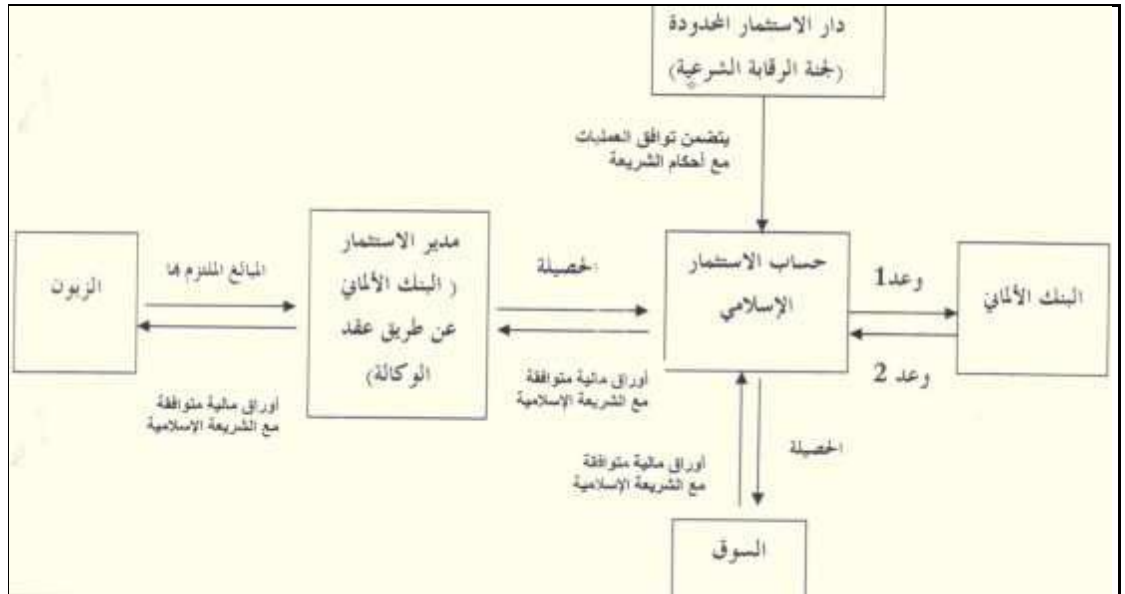 دار الاستثمار المحدودة
(لجنة الرقابة الشرعية)
يتضمن توافق العمليات
مع أحكام الشريعة
حساب الاستثمار
الإسلامي
وعد1
وعد 2
البنك الألماني
الحصيلة
أوراق مالية متوافقة
مع الشريعة الإسلامية
مدير الاستثمار
( البنك الألماني
عن طريق عقد
الوكالة)
المبالغ الملتزم بها
أوراق مالية متوافقة
مع الشريعة الإسلامية
الزبون
الحصيلة
أوراق مالية متوافقة
مع الشريعة الإسلامية
السوق